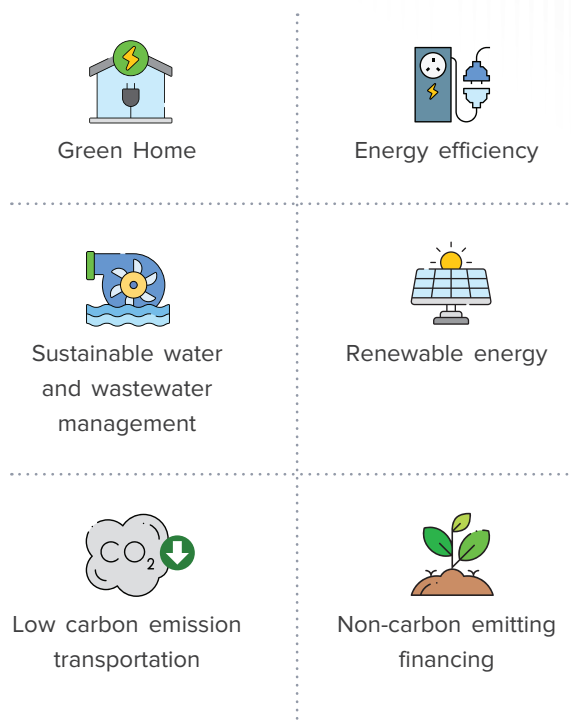 Green Home
Energy efficiency
Sustainable water
and wastewater
management
Renewable energy
CO2
Low carbon emission
transportation
Non-carbon emitting
financing